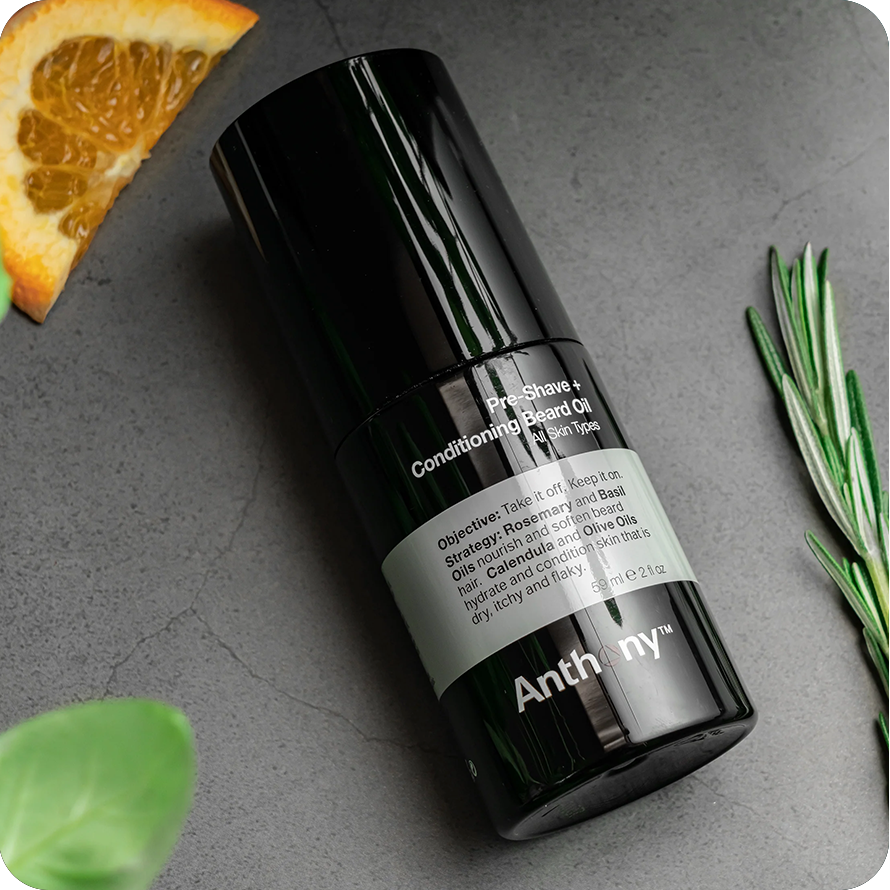 Pre-Shave +
Conditioning Beard Oil
All Skin Types
Objective: Take it off. Keep it on.
Strategy: Rosemary and Basil
Oils nourish and soften beard
hair. Calendula and Olive Oils
hydrate and condition skin that is
dry, itchy and flaky.
59 ml ℮ 2 fl oz
Anthony™